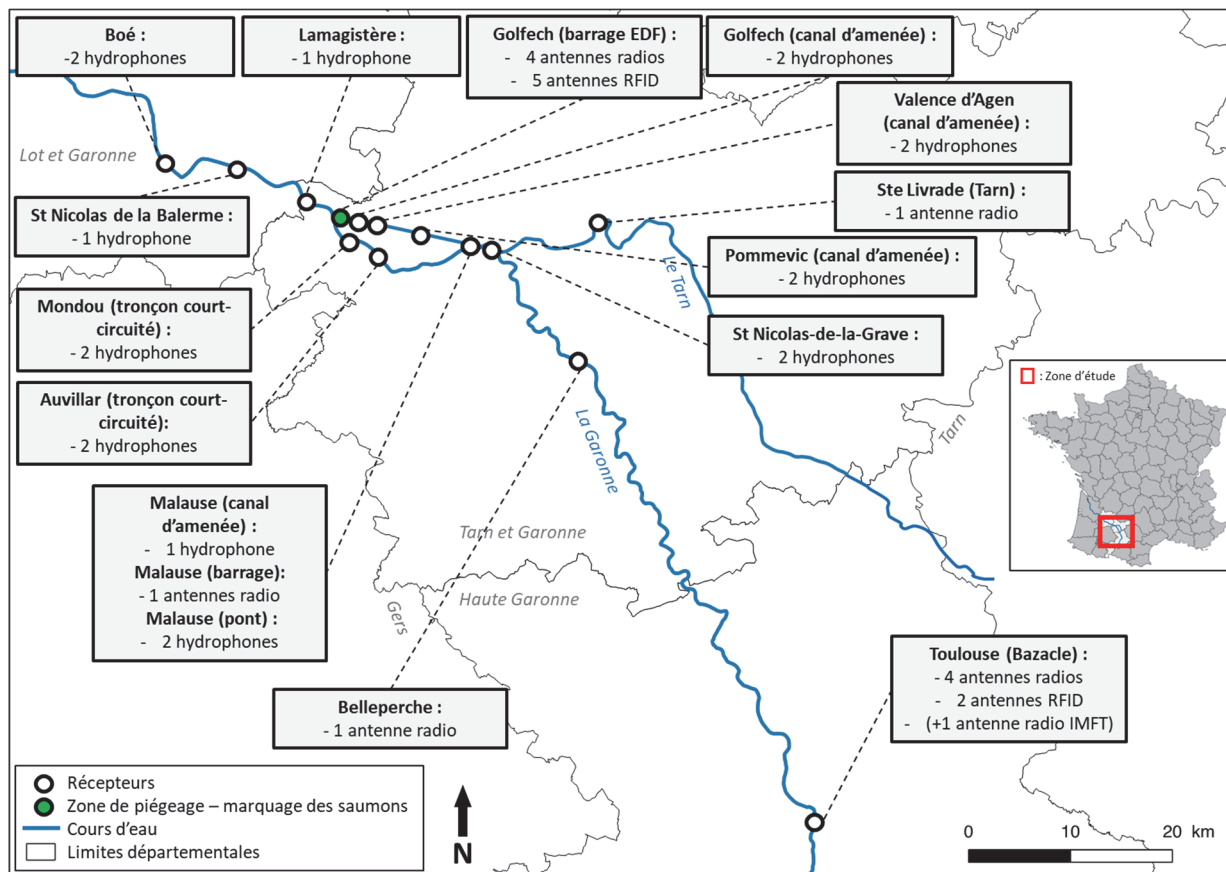 Boé :
-2 hydrophones
Lamagistère :
- 1 hydrophone
Golfech (barrage EDF) :
- 4 antennes radios
- 5 antennes RFID
Golfech (canal d'amenée) :
- 2 hydrophones
Valence d'Agen
(canal d'amenée) :
- 2 hydrophones
Lot et Garonne
Ste Livrade (Tarn) :
- 1 antenne radio
St Nicolas de la Balerme :
- 1 hydrophone
Pommevic (canal d'amenée) :
- 2 hydrophones
Le Tarn
Mondou (tronçon court-
circuité) :
- 2 hydrophones
St Nicolas-de-la-Grave :
- 2 hydrophones
Auvillar (tronçon court-
circuité):
- 2 hydrophones
La Garonne
Tarn
: Zone d'étude
Malause (canal
d'amenée) :
- 1 hydrophone
Malause (barrage):
- 1 antennes radio
Malause (pont) :
- 2 hydrophones
Tarn et Garonne
Haute Garonne
Gers
Toulouse (Bazacle) :
- 4 antennes radios
- 2 antennes RFID
- (+1 antenne radio IMFT)
Belleperche :
- 1 antenne radio
Récepteurs
Zone de piégeage – marquage des saumons
Cours d'eau
Limites départementales
N
0 10 20 km